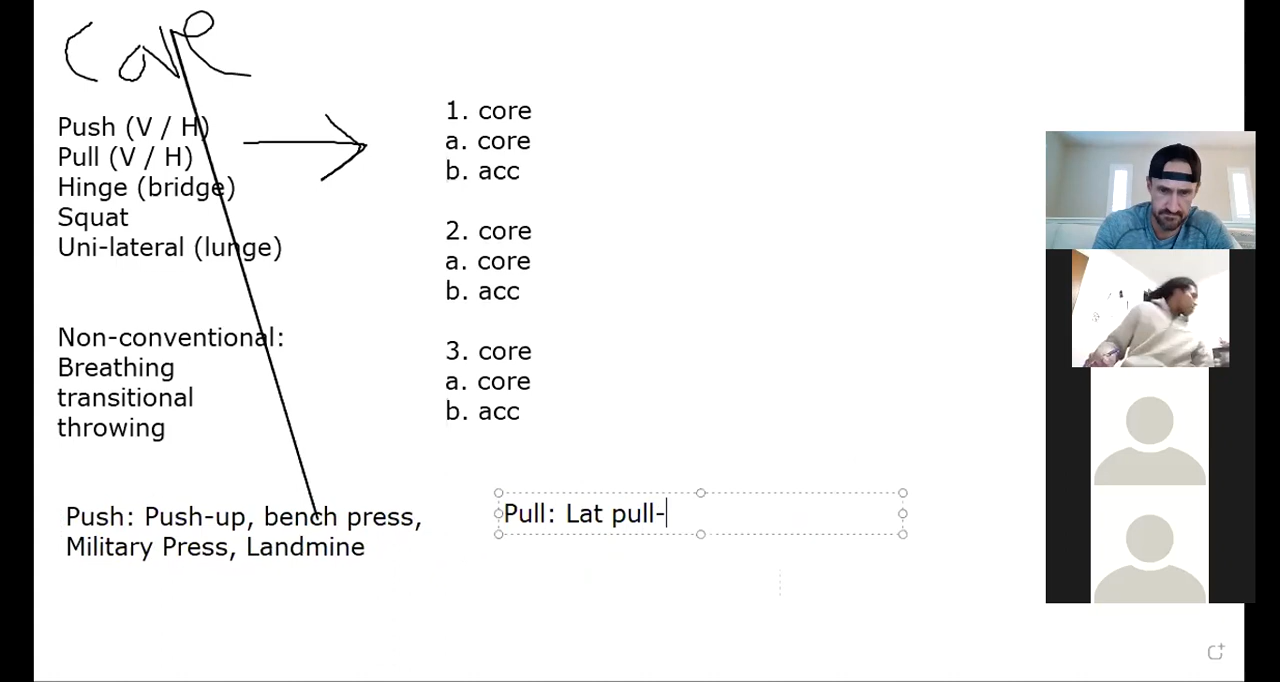 Core
Push (V / H)
Pull (V / H)
Hinge (bridge)
Squat
Uni-lateral (lunge)
Non-conventional:
Breathing
transitional
throwing
Push: Push-up, bench press,
Military Press, Landmine
1. core
a. core
b. acc
2. core
a. core
b. acc
3. core
a. core
b. acc
Pull: Lat pull-